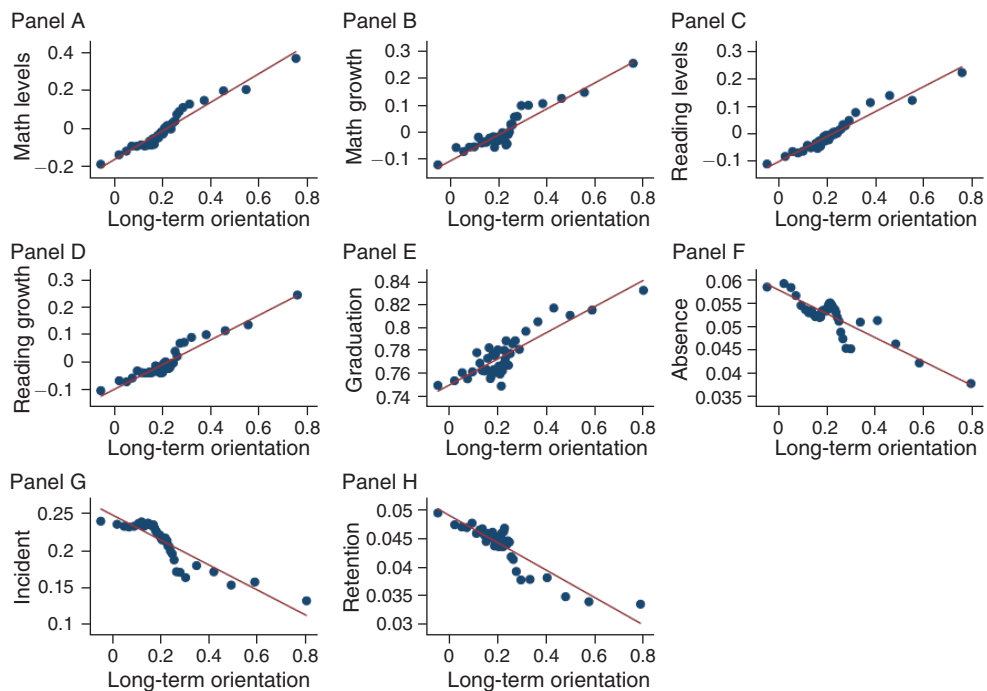 Panel A
Math levels
0.4
0.2
0
−0.2
0 0.2 0.4 0.6 0.8
Long-term orientation
Panel B
Math growth
0.3
0.2
0.1
0
−0.1
0 0.2 0.4 0.6 0.8
Long-term orientation
Panel C
Reading levels
0.3
0.2
0.1
0
−0.1
0 0.2 0.4 0.6 0.8
Long-term orientation
Panel D
Reading growth
0.3
0.2
0.1
0
−0.1
0 0.2 0.4 0.6 0.8
Long-term orientation
Panel E
Graduation
0.84
0.82
0.8
0.78
0.76
0.74
0 0.2 0.4 0.6 0.8
Long-term orientation
Panel F
Absence
0.06
0.055
0.05
0.045
0.04
0.035
0 0.2 0.4 0.6 0.8
Long-term orientation
Panel G
Incident
0.25
0.2
0.15
0.1
0 0.2 0.4 0.6 0.8
Long-term orientation
Panel H
Retention
0.05
0.045
0.04
0.035
0.03
0 0.2 0.4 0.6 0.8
Long-term orientation